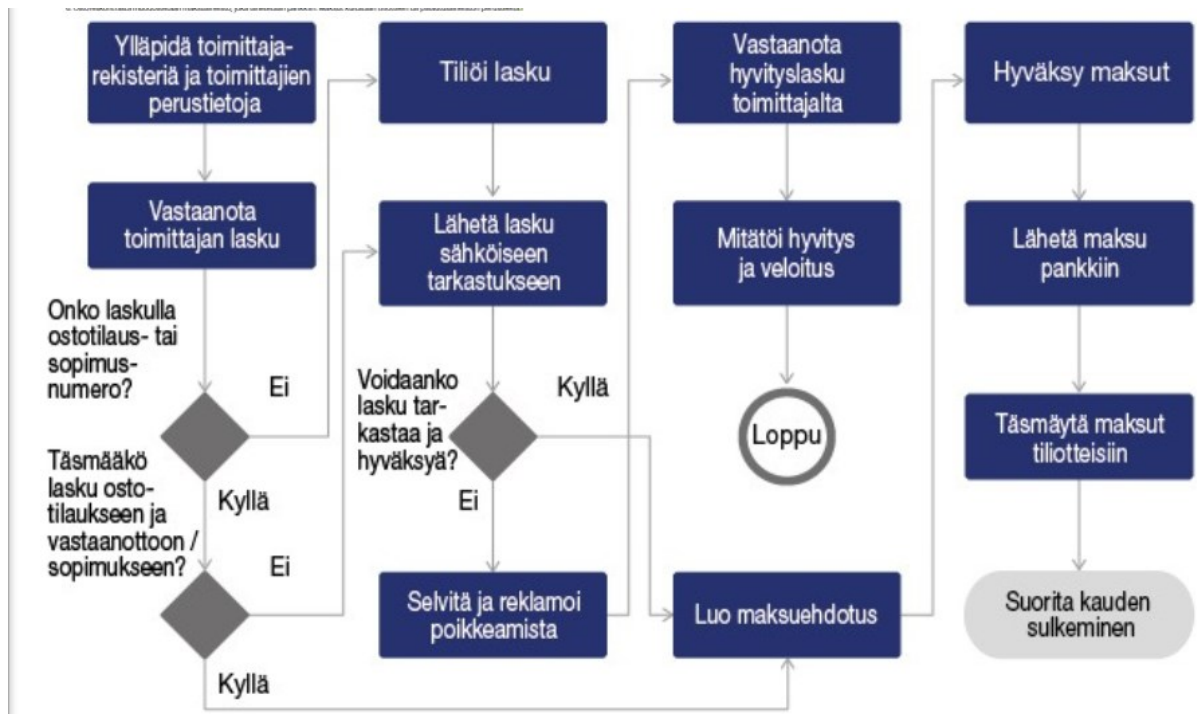 Ylläpidä toimittaja-
rekisteriä ja toimittajien
perustietoja
Vastaanota
toimittajan lasku
Onko laskulla
ostotilaus- tai
sopimus-
numero?
Ei
Kyllä
Täsmääkö
lasku osto-
tilaukseen ja
vastaanottoon /
sopimukseen?
Ei
Kyllä
Tiliöi lasku
Lähetä lasku
sähköiseen
tarkastukseen
Voidaanko
lasku tar-
kastaa ja
hyväksyä?
Kyllä
Ei
Selvitä ja reklamoi
poikkeamista
Vastaanota
hyvityslasku
toimittajalta
Mitätöi hyvitys
ja veloitus
Loppu
Luo maksuehdotus
Hyväksy maksut
Lähetä maksu
pankkiin
Täsmäytä maksut
tiliotteisiin
Suorita kauden
sulkeminen